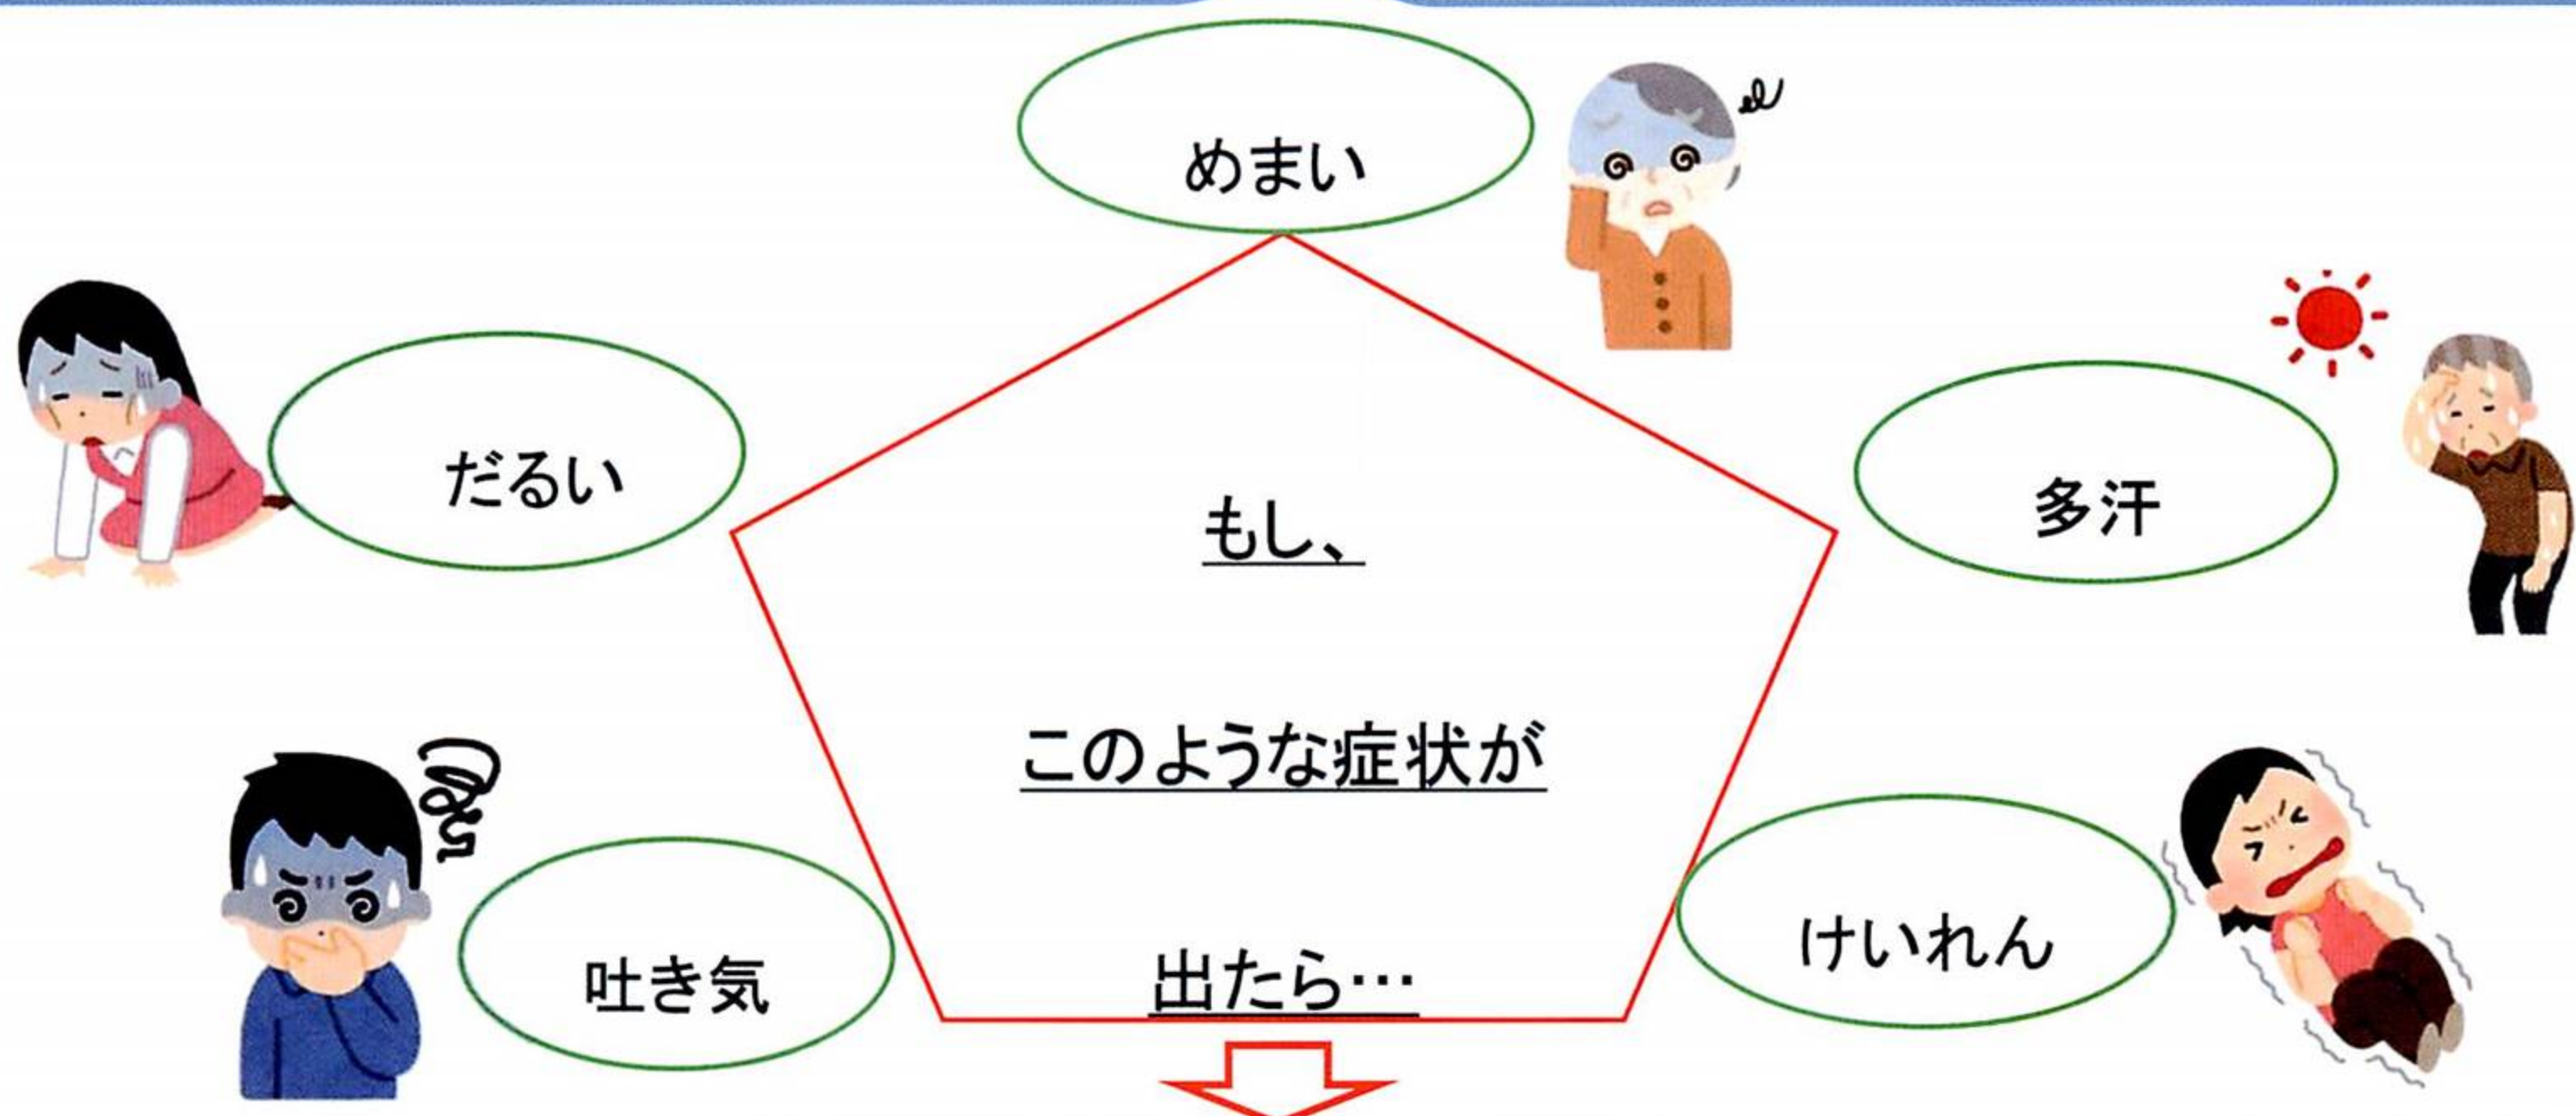 めまい
だるい
多汗
もし、
このような症状が
出たら…
吐き気
けいれん